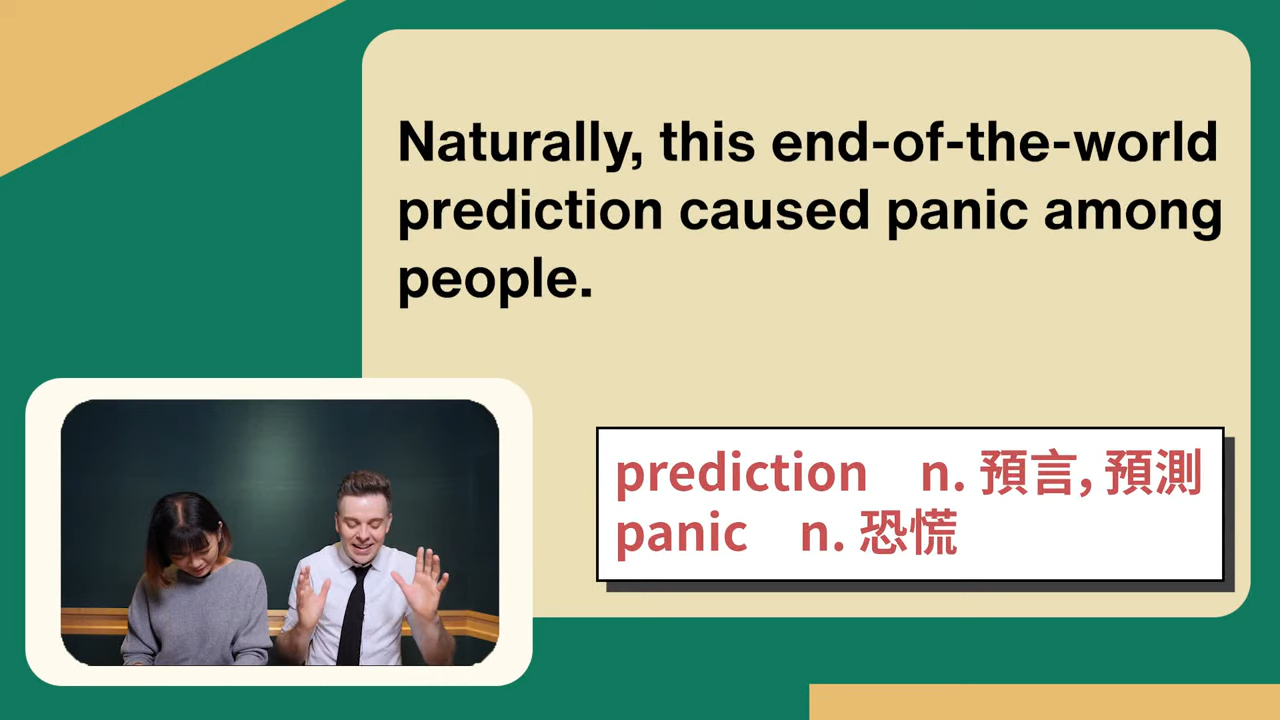 Naturally, this end-of-the-world
prediction caused panic among
people.
prediction n. 預言, 預測
panic n. 恐慌